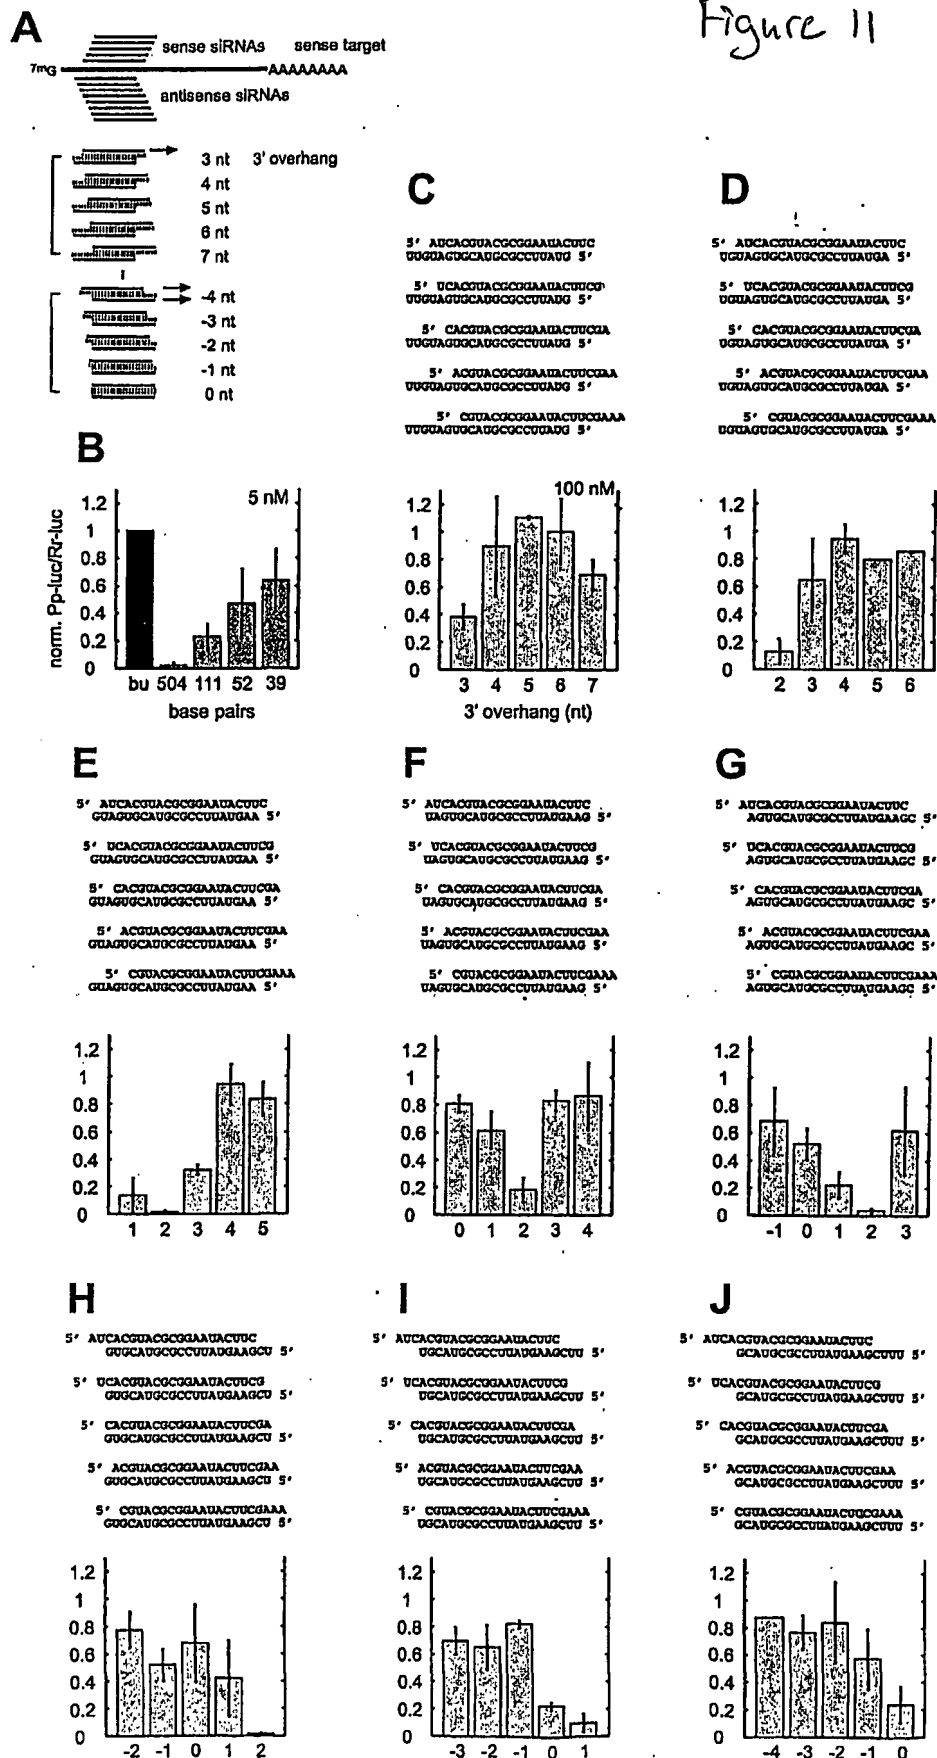 Figure 11
A
sense siRNAs
sense target
7mG
AAAAAAAA
antisense siRNAs
3 nt 3' overhang
4 nt
5 nt
6 nt
7 nt
-4 nt
-3 nt
-2 nt
-1 nt
0 nt
B
norm. Pp-luc/Rr-luc
5 nM
1.2
1
0.8
0.6
0.4
0.2
0
bu 504 111 52 39
base pairs
C
5' AUCACGUACGCGGAAUACUUC
UUGUAGUGCAUGCGCCUUAUG 5'
5' UCACGUACGCGGAAUACUUCG
UUGUAGUGCAUGCGCCUUAUG 5'
5' CACGUACGCGGAAUACUUCGA
UUGUAGUGCAUGCGCCUUAUG 5'
5' ACGUACGCGGAAUACUUCGAA
UUGUAGUGCAUGCGCCUUAUG 5'
5' CGUACGCGGAAUACUUCGAAA
UUGUAGUGCAUGCGCCUUAUG 5'
100 nM
1.2
1
0.8
0.6
0.4
0.2
0
3 4 5 6 7
3' overhang (nt)
D
5' AUCACGUACGCGGAAUACUUC
UGUAGUGCAUGCGCCUUAUGA 5'
5' UCACGUACGCGGAAUACUUCG
UGUAGUGCAUGCGCCUUAUGA 5'
5' CACGUACGCGGAAUACUUCGA
UGUAGUGCAUGCGCCUUAUGA 5'
5' ACGUACGCGGAAUACUUCGAA
UGUAGUGCAUGCGCCUUAUGA 5'
5' CGUACGCGGAAUACUUCGAAA
UGUAGUGCAUGCGCCUUAUGA 5'
1.2
1
0.8
0.6
0.4
0.2
0
2 3 4 5 6
E
5' AUCACGUACGCGGAAUACUUC
GUAGUGCAUGCGCCUUAUGAA 5'
5' UCACGUACGCGGAAUACUUCG
GUAGUGCAUGCGCCUUAUGAA 5'
5' CACGUACGCGGAAUACUUCGA
GUAGUGCAUGCGCCUUAUGAA 5'
5' ACGUACGCGGAAUACUUCGAA
GUAGUGCAUGCGCCUUAUGAA 5'
5' CGUACGCGGAAUACUUCGAAA
GUAGUGCAUGCGCCUUAUGAA 5'
1.2
1
0.8
0.6
0.4
0.2
0
1 2 3 4 5
F
5' AUCACGUACGCGGAAUACUUC
UAGUGCAUGCGCCUUAUGAAG 5'
5' UCACGUACGCGGAAUACUUCG
UAGUGCAUGCGCCUUAUGAAG 5'
5' CACGUACGCGGAAUACUUCGA
UAGUGCAUGCGCCUUAUGAAG 5'
5' ACGUACGCGGAAUACUUCGAA
UAGUGCAUGCGCCUUAUGAAG 5'
5' CGUACGCGGAAUACUUCGAAA
UAGUGCAUGCGCCUUAUGAAG 5'
1.2
1
0.8
0.6
0.4
0.2
0
0 1 2 3 4
G
5' AUCACGUACGCGGAAUACUUC
AGUGCAUGCGCCUUAUGAAGC 5'
5' UCACGUACGCGGAAUACUUCG
AGUGCAUGCGCCUUAUGAAGC 5'
5' CACGUACGCGGAAUACUUCGA
AGUGCAUGCGCCUUAUGAAGC 5'
5' ACGUACGCGGAAUACUUCGAA
AGUGCAUGCGCCUUAUGAAGC 5'
5' CGUACGCGGAAUACUUCGAAA
AGUGCAUGCGCCUUAUGAAGC 5'
1.2
1
0.8
0.6
0.4
0.2
0
-1 0 1 2 3
H
5' AUCACGUACGCGGAAUACUUC
GUGCAUGCGCCUUAUGAAGCU 5'
5' UCACGUACGCGGAAUACUUCG
GUGCAUGCGCCUUAUGAAGCU 5'
5' CACGUACGCGGAAUACUUCGA
GUGCAUGCGCCUUAUGAAGCU 5'
5' ACGUACGCGGAAUACUUCGAA
GUGCAUGCGCCUUAUGAAGCU 5'
5' CGUACGCGGAAUACUUCGAAA
GUGCAUGCGCCUUAUGAAGCU 5'
1.2
1
0.8
0.6
0.4
0.2
0
-2 -1 0 1 2
I
5' AUCACGUACGCGGAAUACUUC
UGCAUGCGCCUUAUGAAGCUU 5'
5' UCACGUACGCGGAAUACUUCG
UGCAUGCGCCUUAUGAAGCUU 5'
5' CACGUACGCGGAAUACUUCGA
UGCAUGCGCCUUAUGAAGCUU 5'
5' ACGUACGCGGAAUACUUCGAA
UGCAUGCGCCUUAUGAAGCUU 5'
5' CGUACGCGGAAUACUUCGAAA
UGCAUGCGCCUUAUGAAGCUU 5'
1.2
1
0.8
0.6
0.4
0.2
0
-3 -2 -1 0 1
J
5' AUCACGUACGCGGAAUACUUC
GCAUGCGCCUUAUGAAGCUUU 5'
5' UCACGUACGCGGAAUACUUCG
GCAUGCGCCUUAUGAAGCUUU 5'
5' CACGUACGCGGAAUACUUCGA
GCAUGCGCCUUAUGAAGCUUU 5'
5' ACGUACGCGGAAUACUUCGAA
GCAUGCGCCUUAUGAAGCUUU 5'
5' CGUACGCGGAAUACUUCGAAA
GCAUGCGCCUUAUGAAGCUUU 5'
1.2
1
0.8
0.6
0.4
0.2
0
-4 -3 -2 -1 0